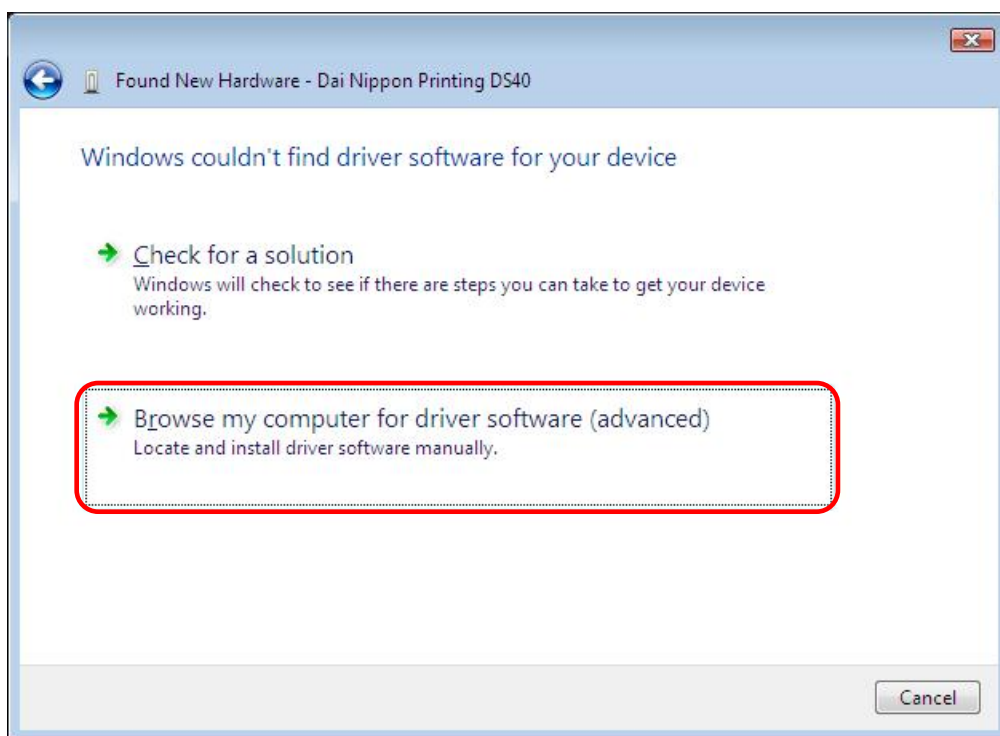 Found New Hardware - Dai Nippon Printing DS40
Windows couldn't find driver software for your device
Check for a solution
Windows will check to see if there are steps you can take to get your device
working.
Browse my computer for driver software (advanced)
Locate and install driver software manually.
Cancel